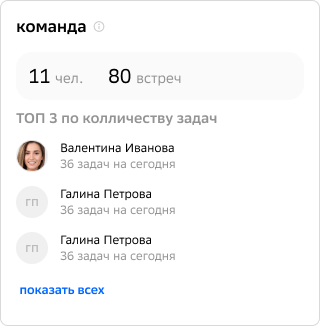 команда
11 чел. 80 встреч
ТОП 3 по колличеству задач
Валентина Иванова
36 задач на сегодня
ГП
Галина Петрова
36 задач на сегодня
ГП
Галина Петрова
36 задач на сегодня
показать всех